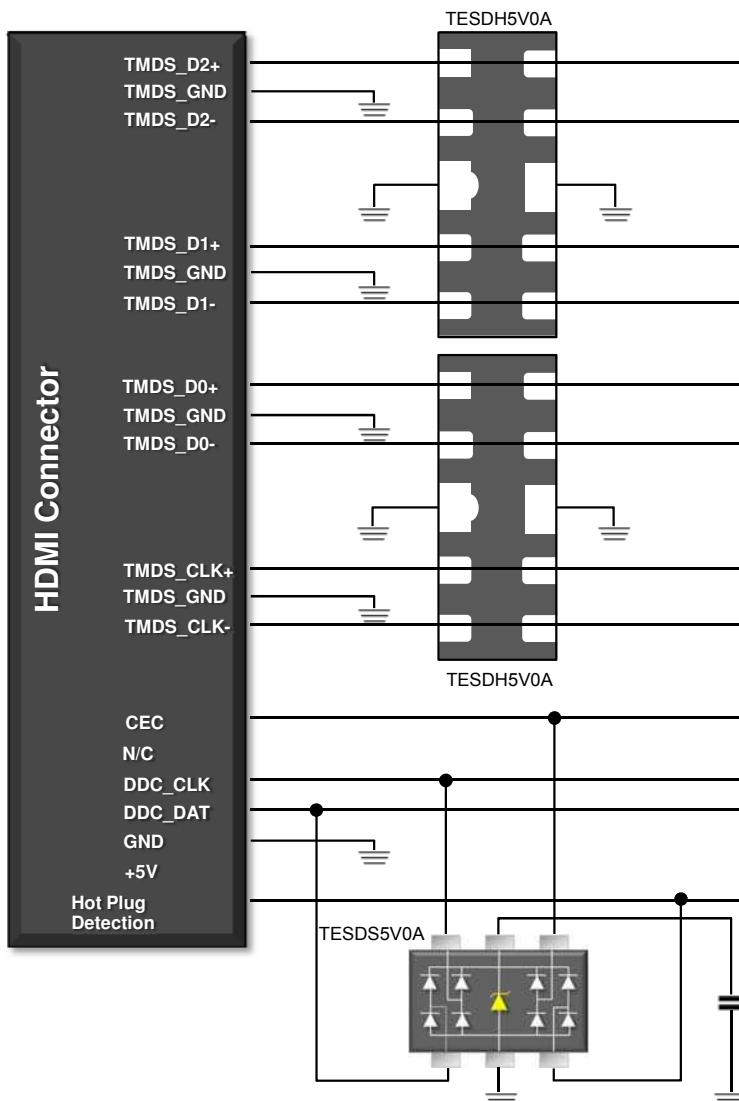 TESDH5V0A
TMDS_D2+
TMDS_GND
TMDS_D2-
TMDS_D1+
TMDS_GND
TMDS_D1-
HDMI Connector
TMDS_D0+
TMDS_GND
TMDS_D0-
TMDS_CLK+
TMDS_GND
TMDS_CLK-
TESDH5V0A
CEC
N/C
DDC_CLK
DDC_DAT
GND
+5V
Hot Plug
Detection
TESDS5V0A